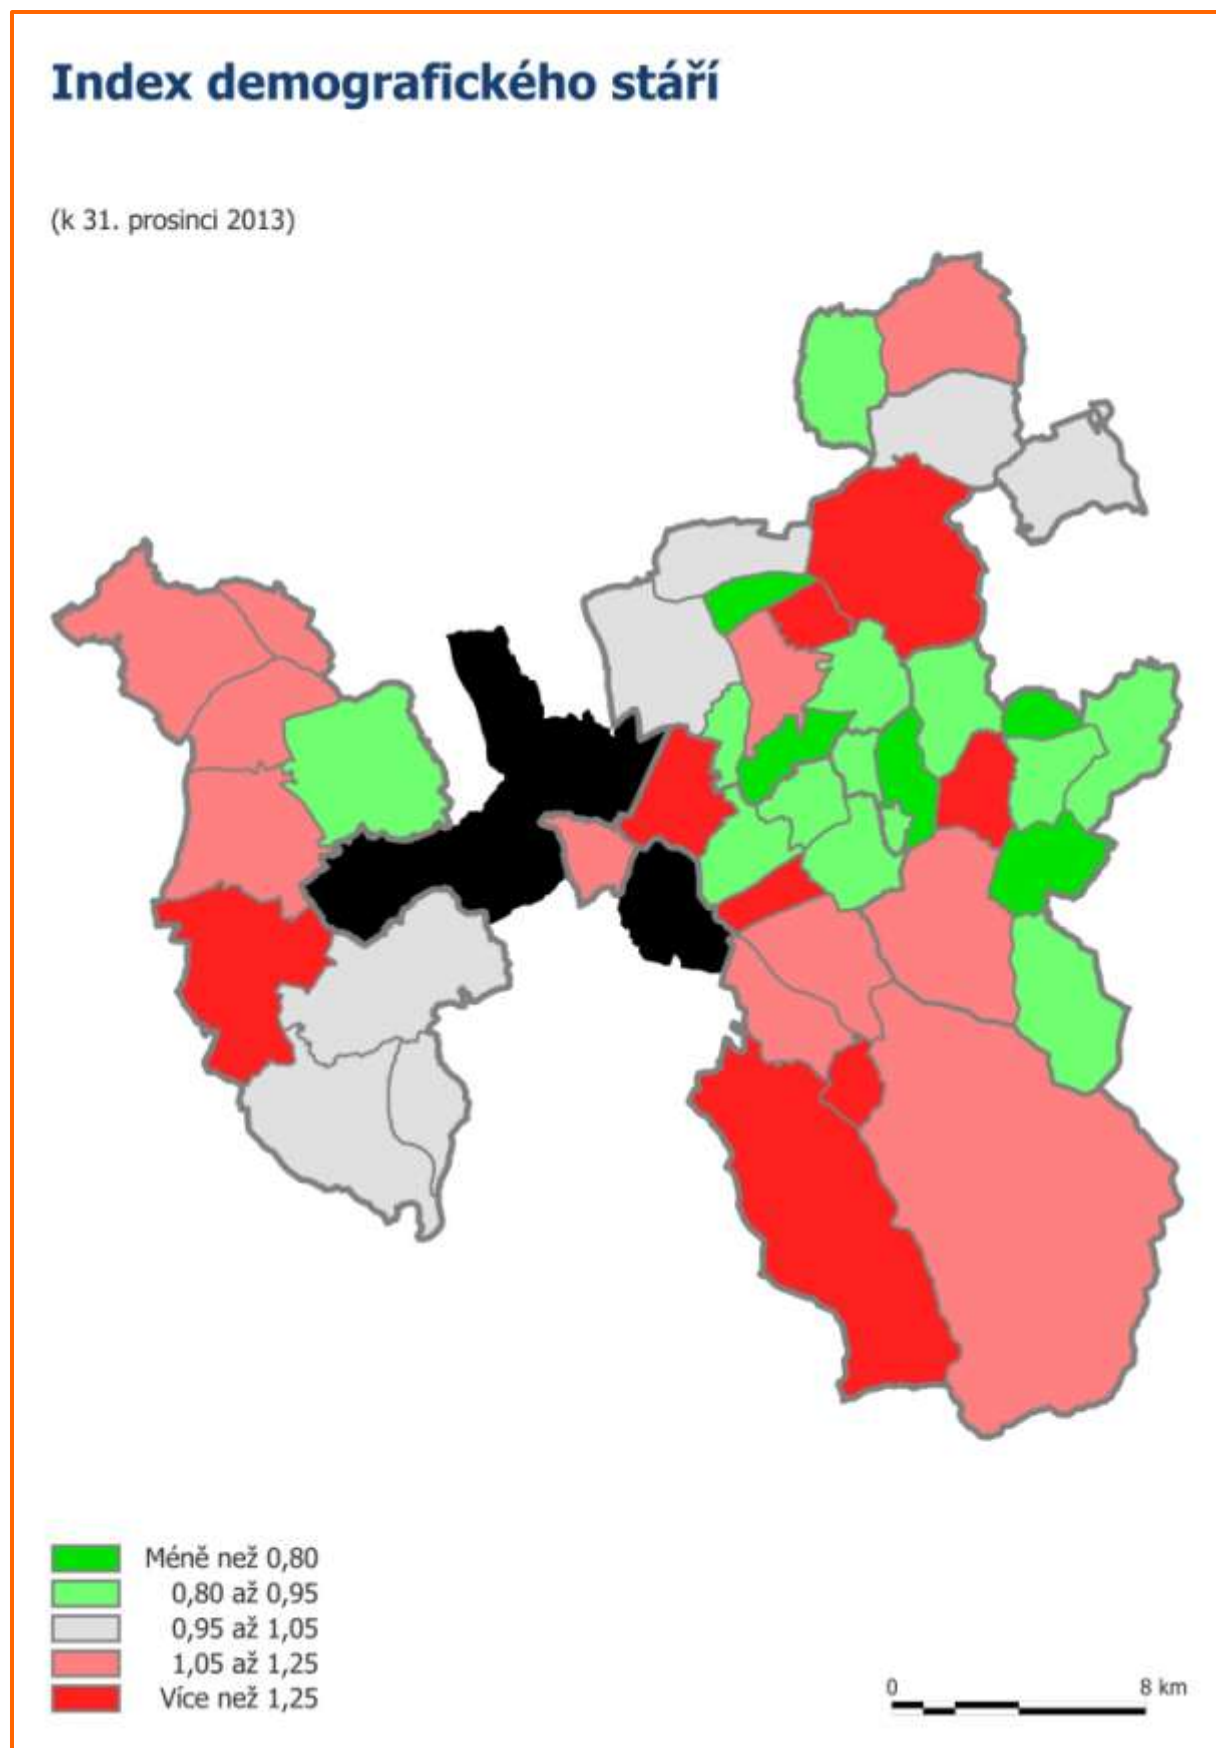 Index demografického stáří
(k 31. prosinci 2013)
Méně než 0,80
0,80 až 0,95
0,95 až 1,05
1,05 až 1,25
Více než 1,25
0 8 km